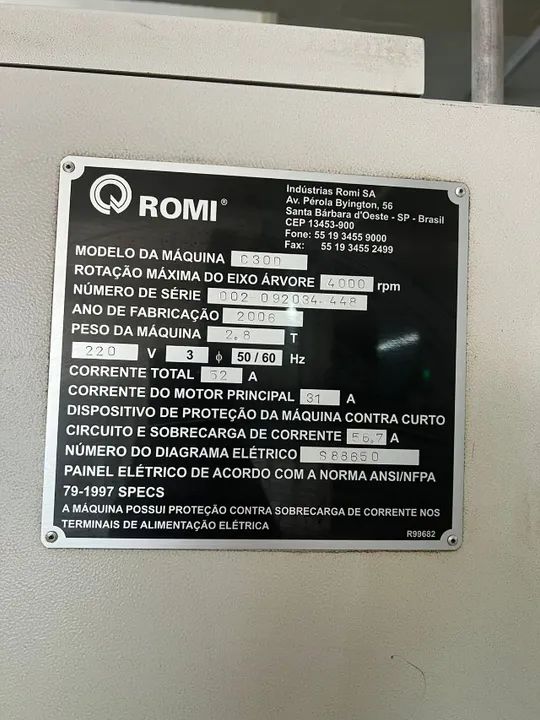 ROMI®
Indústrias Romi SA
Av. Pérola Byington, 56
Santa Bárbara d'Oeste - SP - Brasil
CEP 13453-900
Fone: 55 19 3455 9000
Fax: 55 19 3455 2499
MODELO DA MÁQUINA C300
ROTAÇÃO MÁXIMA DO EIXO ÁRVORE 4000 rpm
NÚMERO DE SÉRIE 002-092034-448
ANO DE FABRICAÇÃO 2006
PESO DA MÁQUINA 2.8 T
220 V 3 ϕ 50/60 Hz
CORRENTE TOTAL 52 A
CORRENTE DO MOTOR PRINCIPAL 31 A
DISPOSITIVO DE PROTEÇÃO DA MÁQUINA CONTRA CURTO
CIRCUITO E SOBRECARGA DE CORRENTE 56.7 A
NÚMERO DO DIAGRAMA ELÉTRICO S88650
PAINEL ELÉTRICO DE ACORDO COM A NORMA ANSI/NFPA
79-1997 SPECS
A MÁQUINA POSSUI PROTEÇÃO CONTRA SOBRECARGA DE CORRENTE NOS
TERMINAIS DE ALIMENTAÇÃO ELÉTRICA
R99682